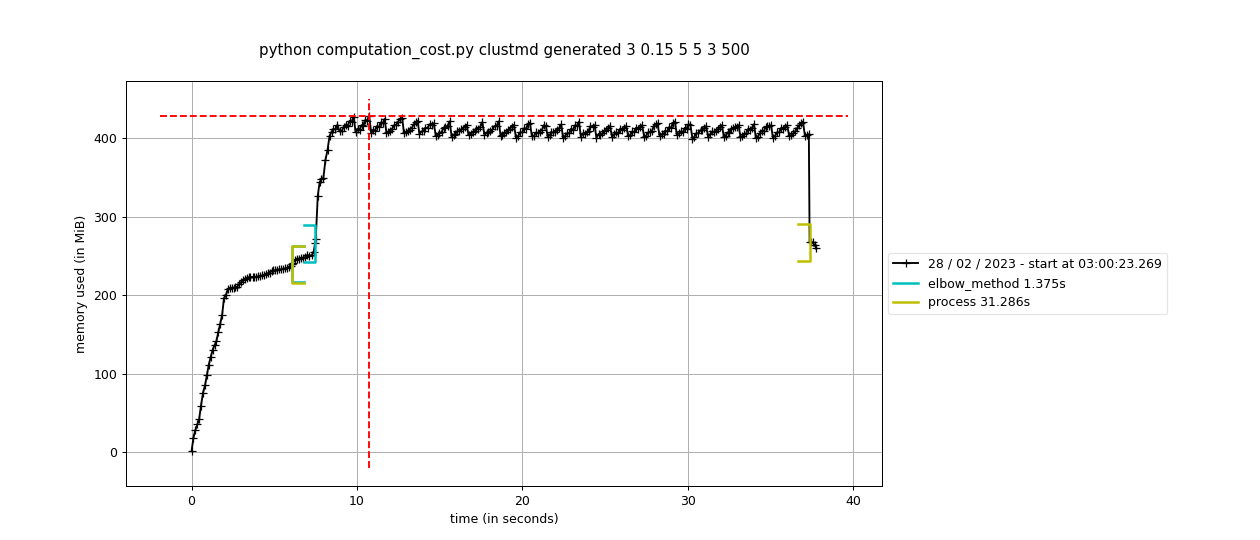 python computation_cost.py clustmd generated 3 0.15 5 5 3 500
memory used (in MiB)
400
300
200
100
0
0 10 20 30 40
time (in seconds)
28 / 02 / 2023 - start at 03:00:23.269
elbow_method 1.375s
process 31.286s